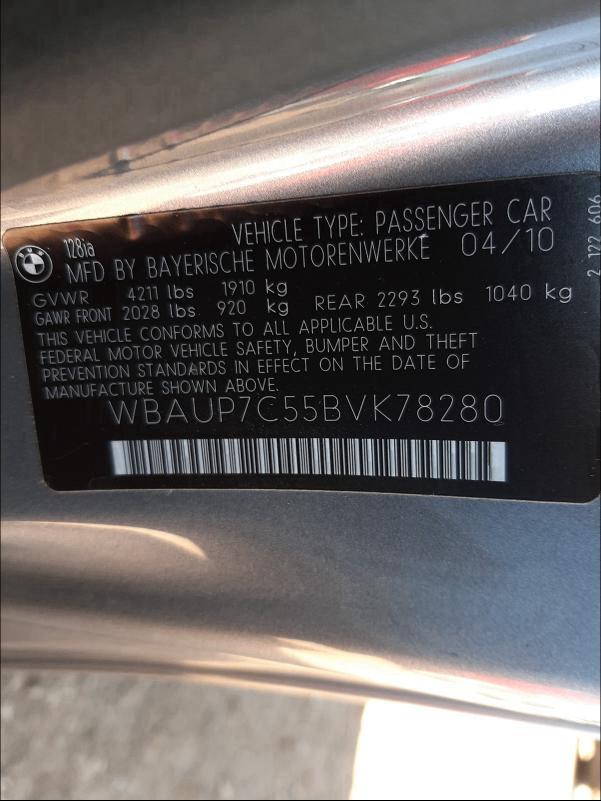 BMW
128ia
VEHICLE TYPE: PASSENGER CAR
MFD BY BAYERISCHE MOTORENWERKE 04/10
GVWR 4211 lbs 1910 kg
GAWR FRONT 2028 lbs. 920 kg REAR 2293 lbs 1040 kg
THIS VEHICLE CONFORMS TO ALL APPLICABLE U.S.
FEDERAL MOTOR VEHICLE SAFETY, BUMPER AND THEFT
PREVENTION STANDARDS IN EFFECT ON THE DATE OF
MANUFACTURE SHOWN ABOVE.
WBAUP7C55BVK78280
2 122 606